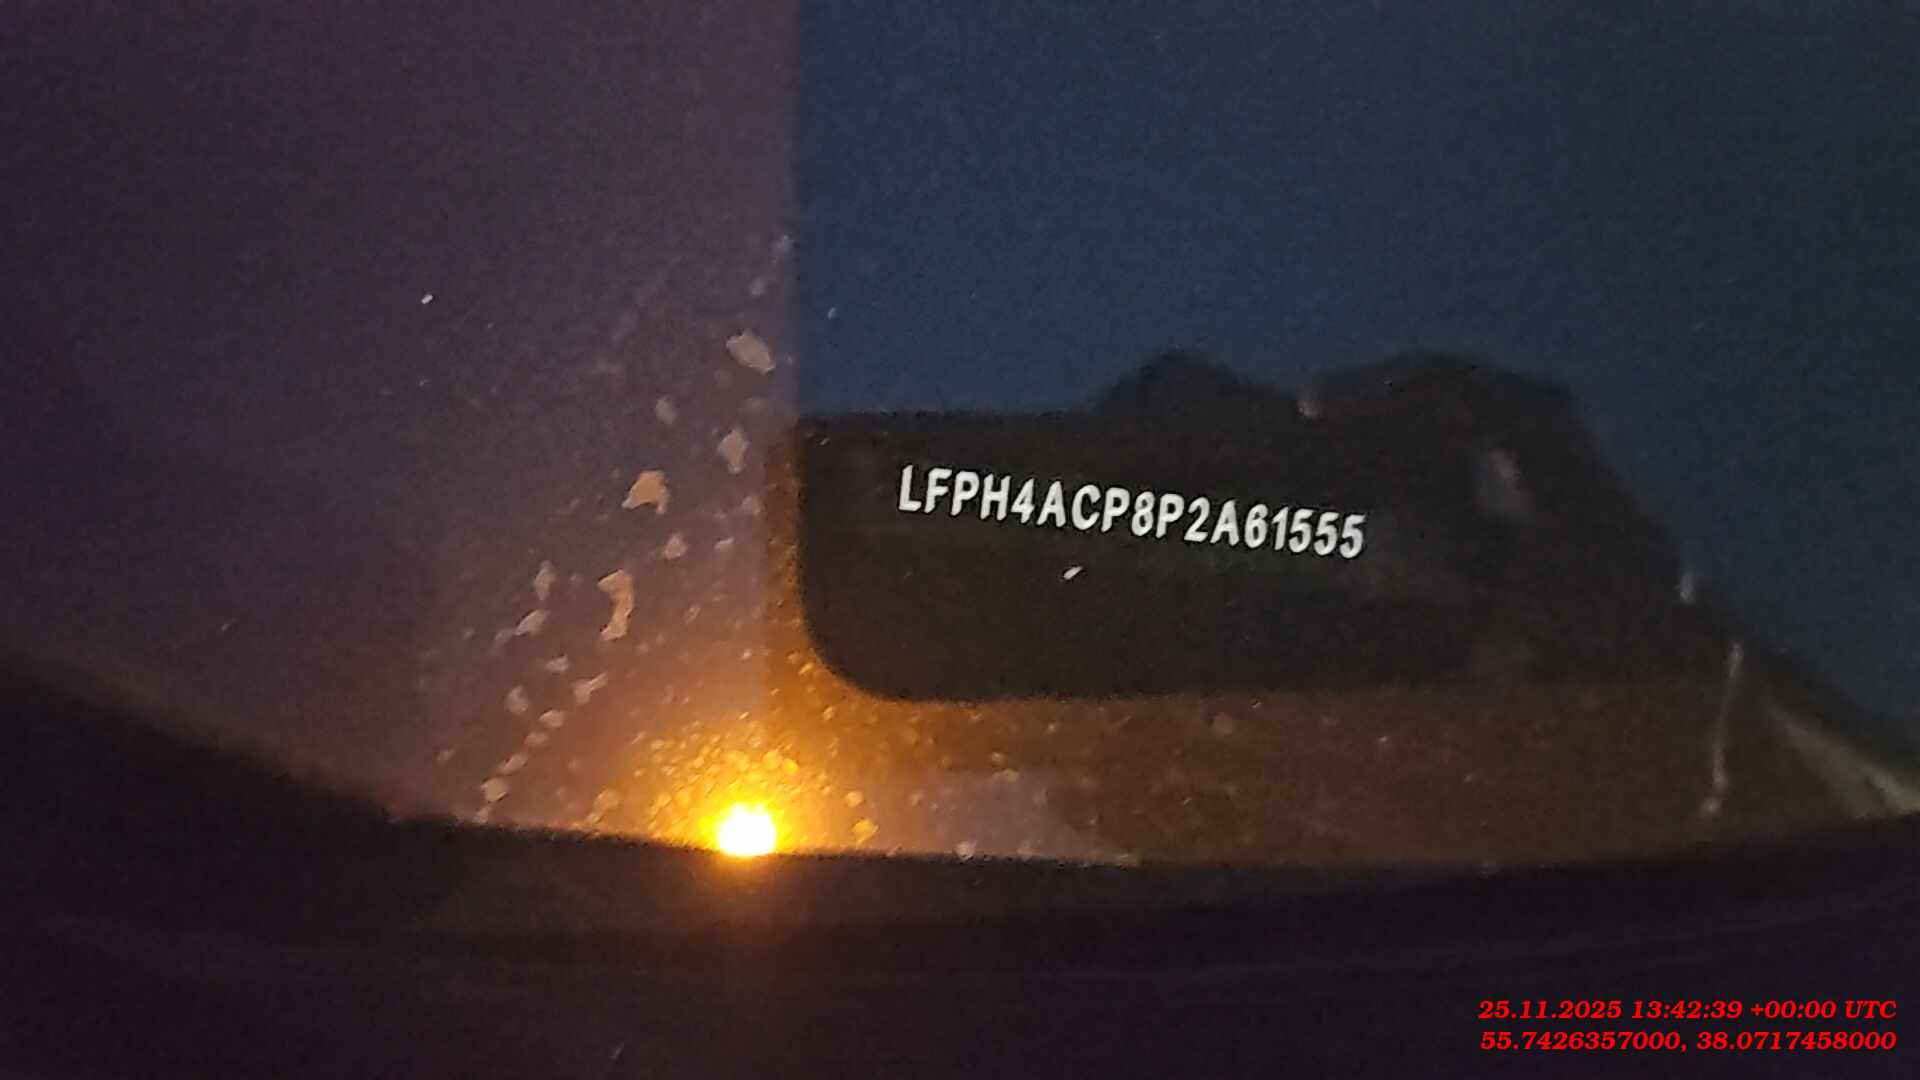 LFPH4ACP8P2A61555
25.11.2025 13:42:39 +00:00 UTC
55.7426357000, 38.0717458000